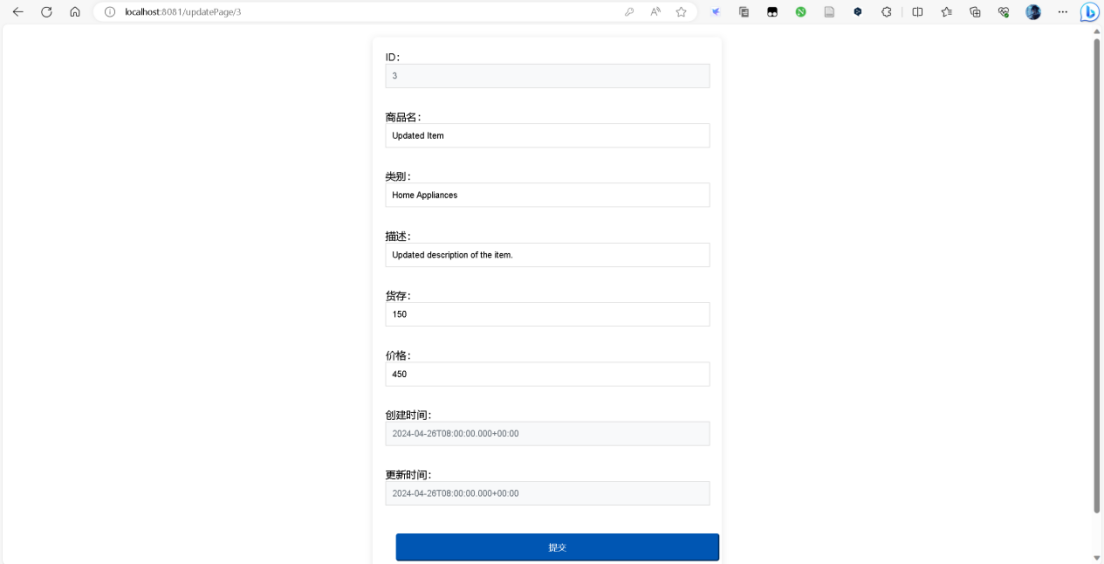 localhost:8081/updatePage/3
ID：
3
商品名：
Updated Item
类别：
Home Appliances
描述：
Updated description of the item.
货存：
150
价格：
450
创建时间：
2024-04-26T08:00:00.000+00:00
更新时间：
2024-04-26T08:00:00.000+00:00
提交